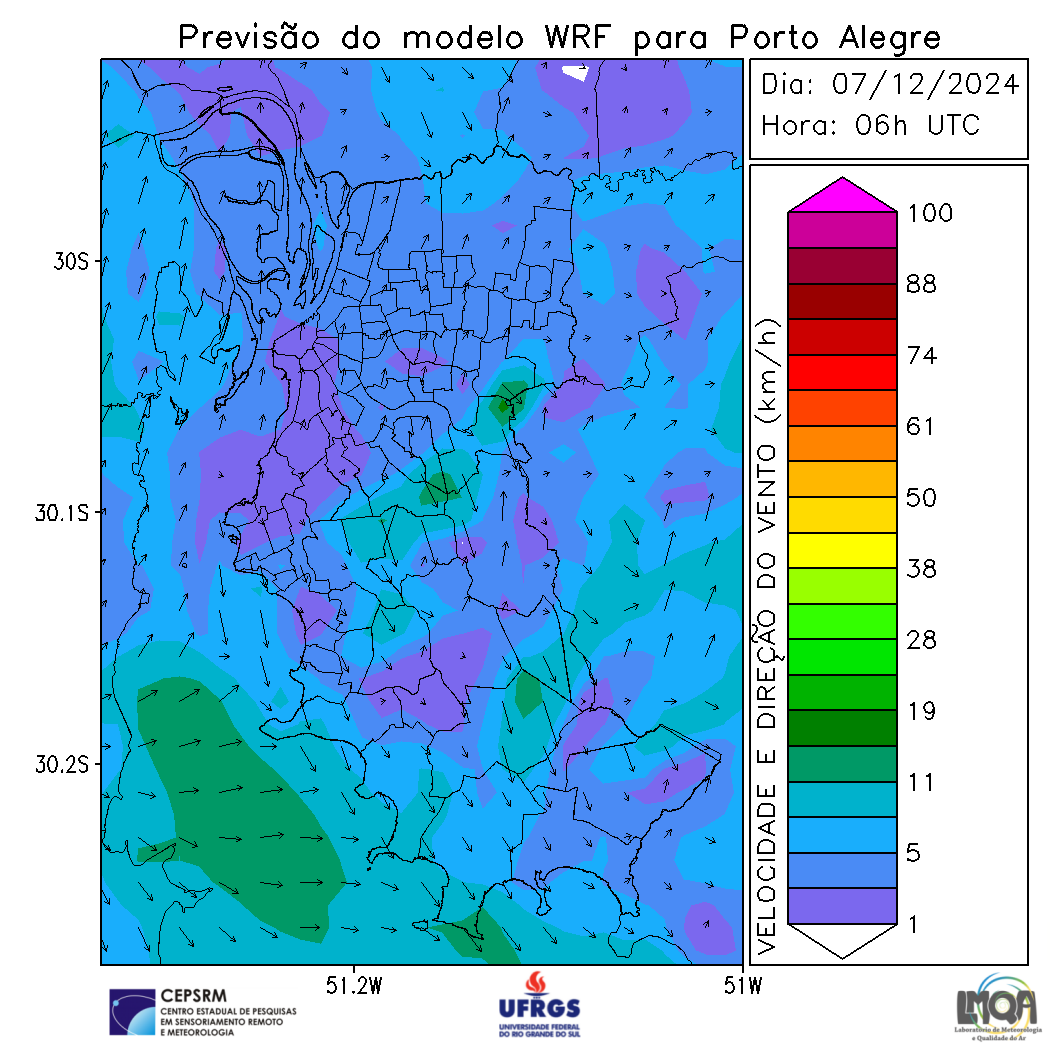 Previsão do modelo WRF para Porto Alegre
Dia: 07/12/2024
Hora: 06h UTC
30S
30.1S
30.2S
51.2W
51W
VELOCIDADE E DIREÇÃO DO VENTO (km/h)
100
88
74
61
50
38
28
19
11
5
1
CEPSRM
CENTRO ESTADUAL DE PESQUISAS
EM SENSORIAMENTO REMOTO
E METEOROLOGIA
UFRGS
UNIVERSIDADE FEDERAL
DO RIO GRANDE DO SUL
LMQA
Laboratório de Meteorologia
e Qualidade do Ar